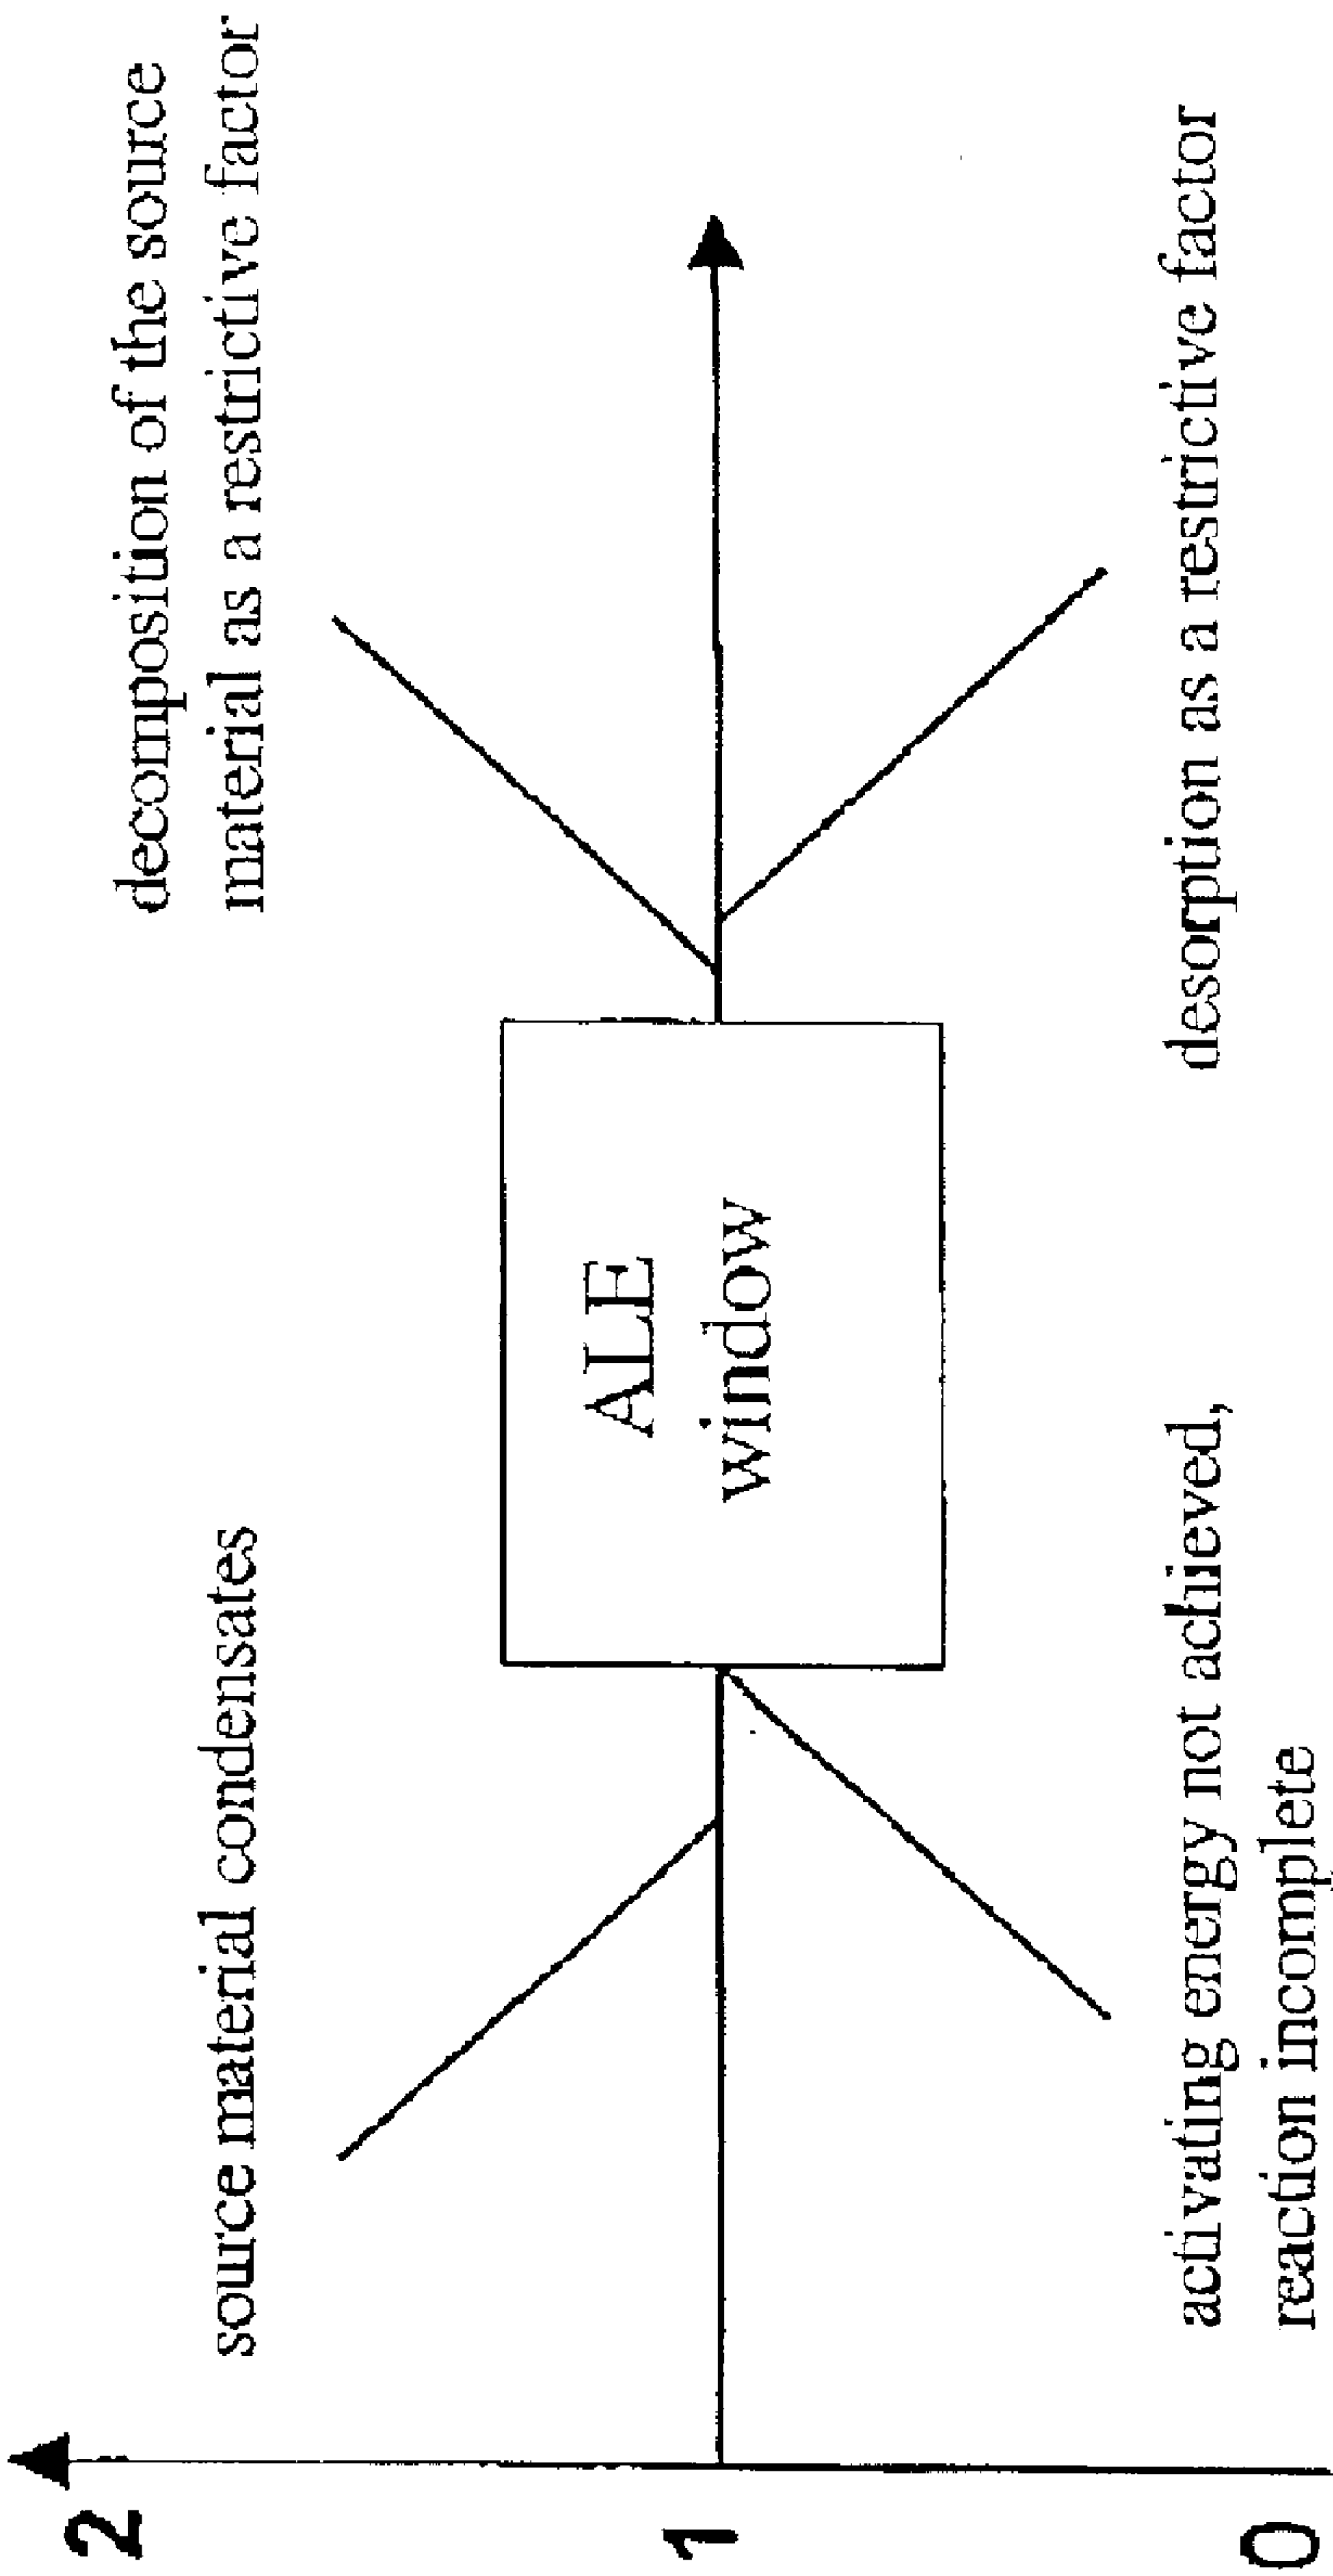 2
source material condensates
decomposition of the source
material as a restrictive factor
1
ALE
window
0
activating energy not achieved,
reaction incomplete
desorption as a restrictive factor